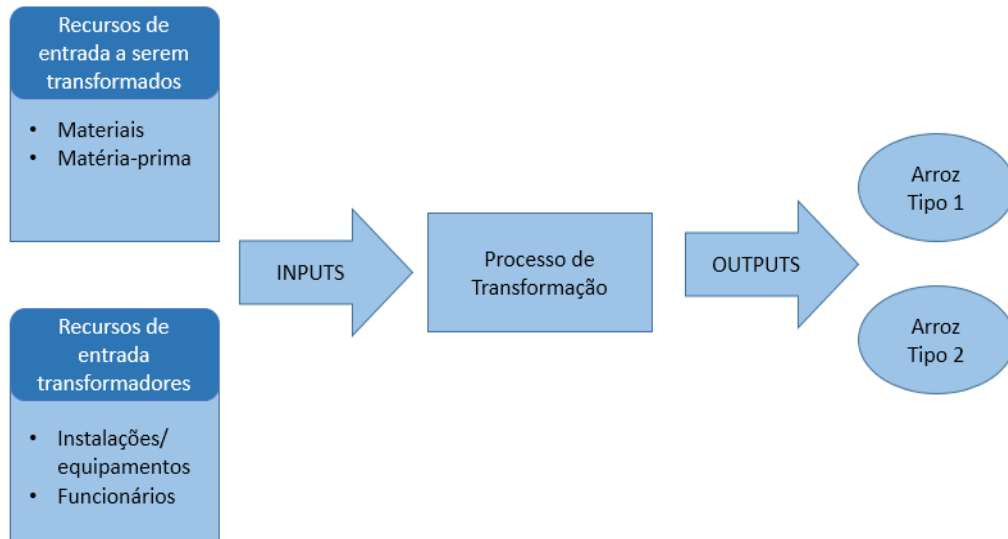 Recursos de
entrada a serem
transformados
• Materiais
• Matéria-prima
Recursos de
entrada
transformadores
• Instalações/
equipamentos
• Funcionários
INPUTS
Processo de
Transformação
OUTPUTS
Arroz
Tipo 1
Arroz
Tipo 2